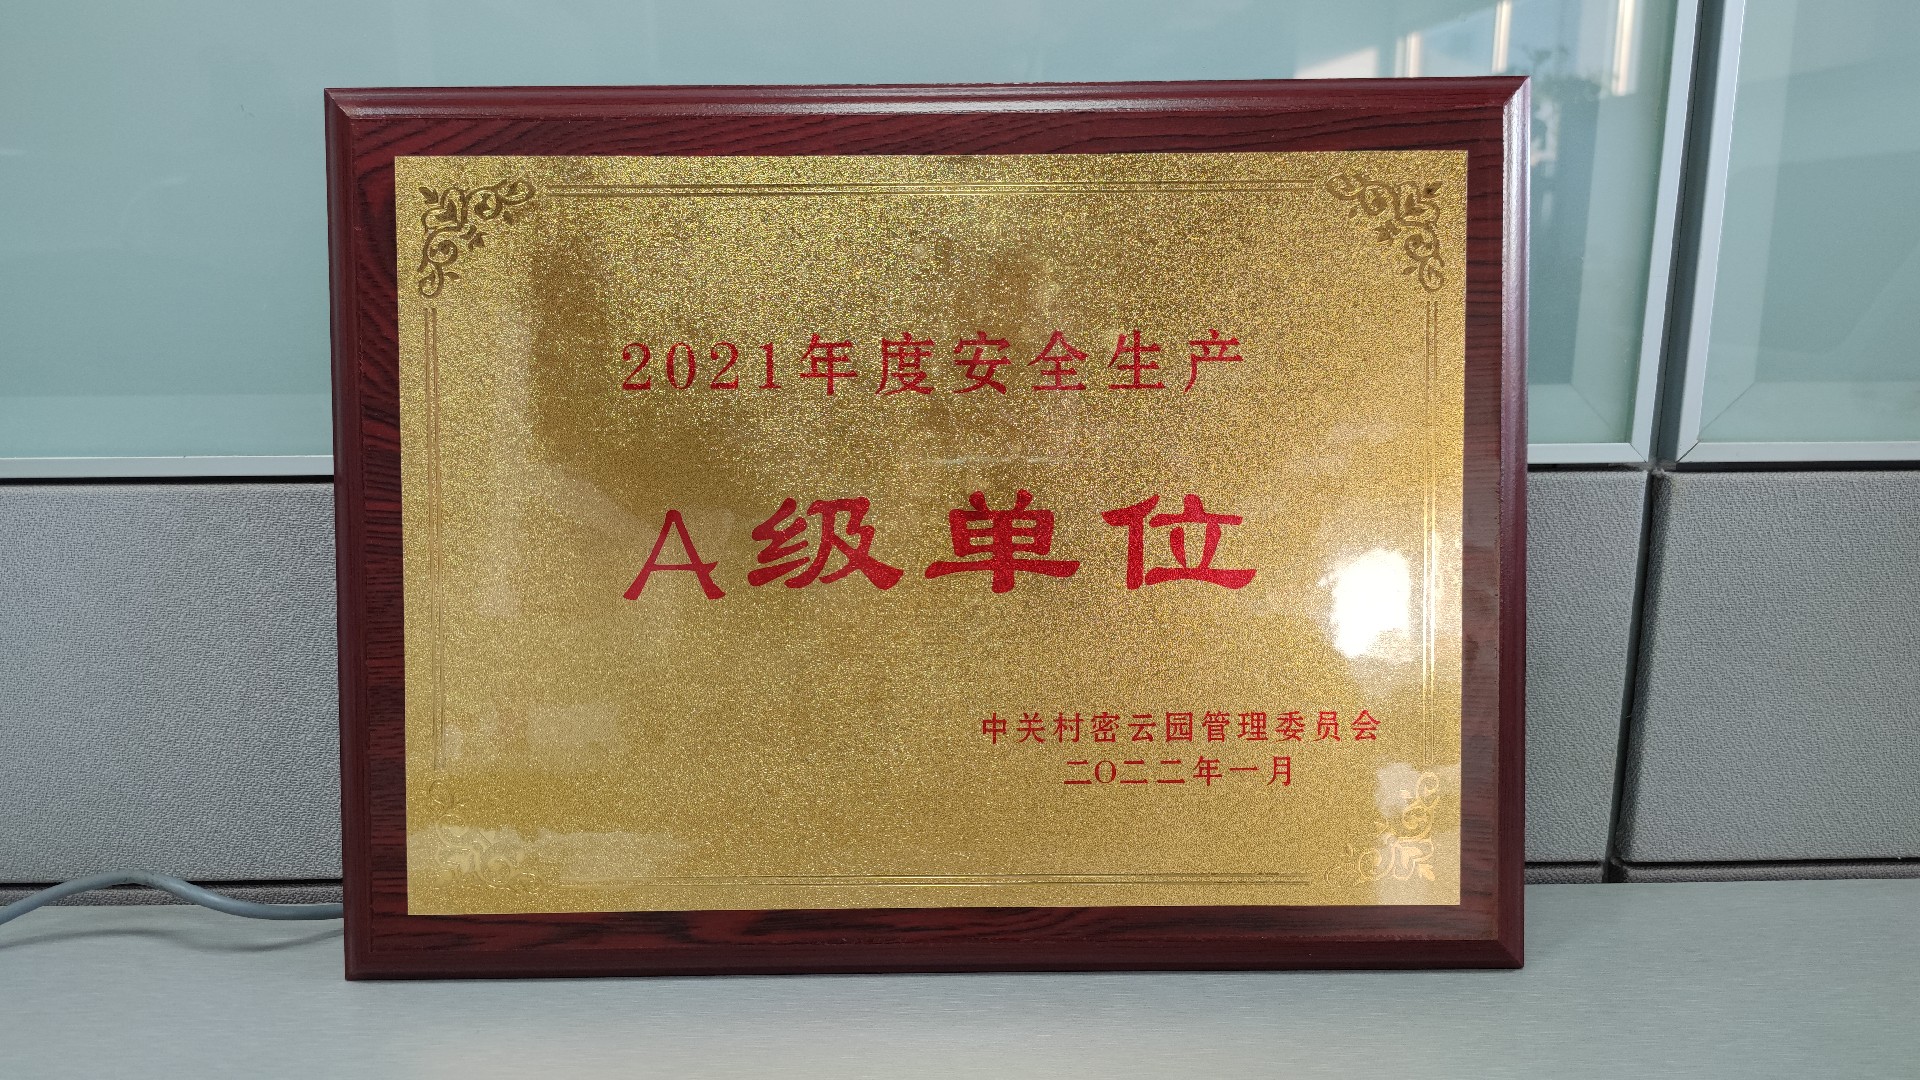 2021年度安全生产
A级单位
中关村密云园管理委员会
二〇二二年一月